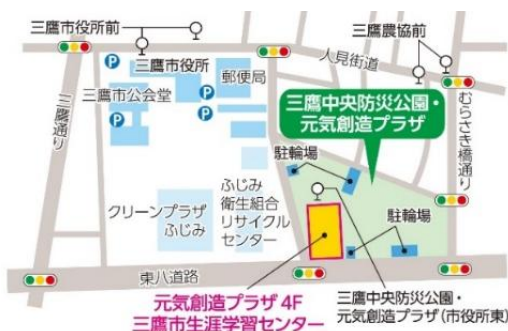 三鷹市役所前
三鷹農協前
人見街道
三鷹市役所
郵便局
三鷹市公会堂
P
P
P
P
三鷹通り
むらさき橋通り
三鷹中央防災公園・
元気創造プラザ
駐輪場
駐輪場
クリーンプラザ
ふじみ
ふじみ
衛生組合
リサイクル
センター
東八道路
元気創造プラザ 4F
三鷹市生涯学習センター
三鷹中央防災公園・
元気創造プラザ(市役所東)